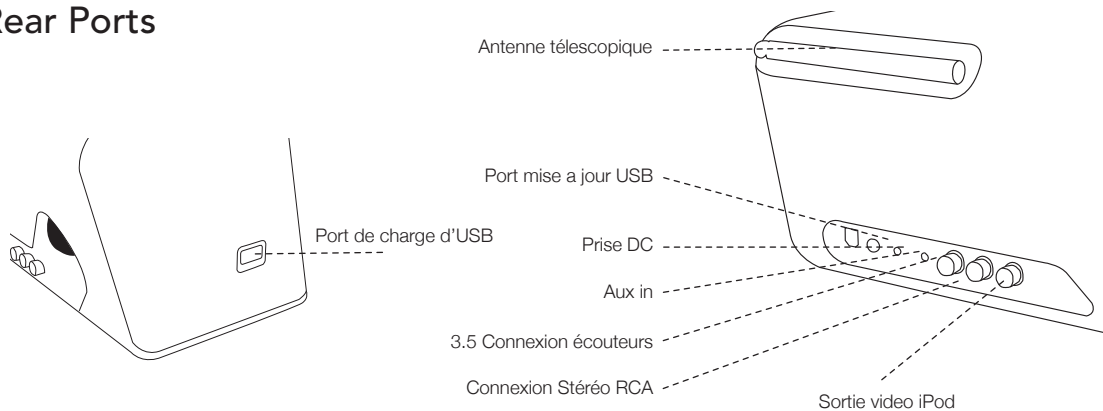 Rear Ports
Antenne télescopique
Port mise a jour USB
Port de charge d'USB
Prise DC
Aux in
3.5 Connexion écouteurs
Connexion Stéréo RCA
Sortie video iPod